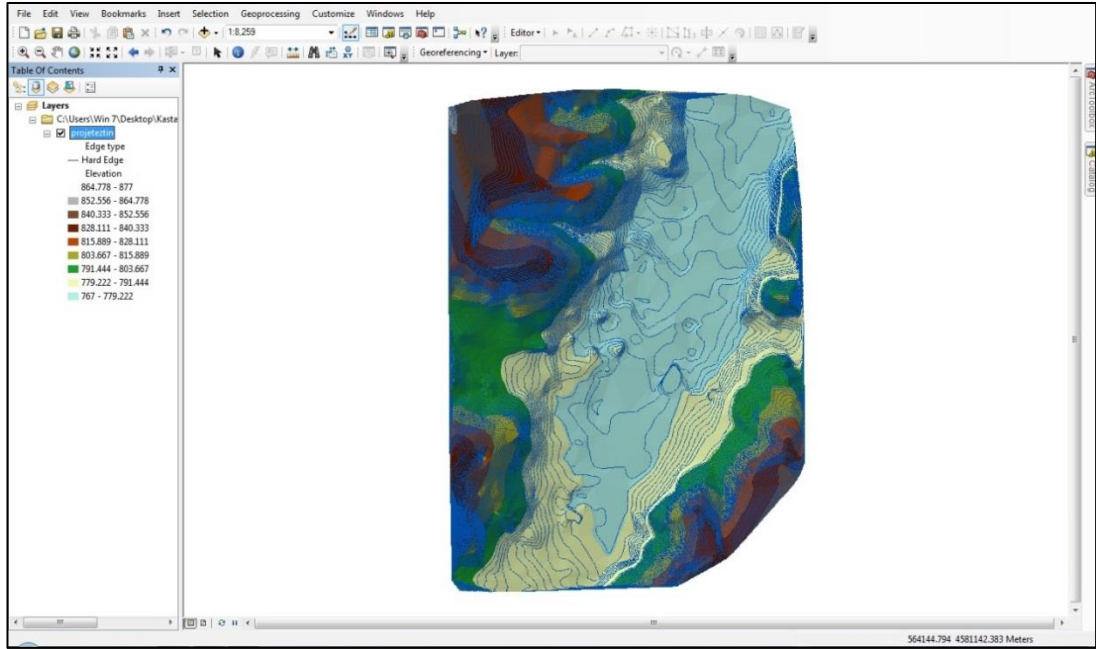 File Edit View Bookmarks Insert Selection Geoprocessing Customize Windows Help
1:8,259 Editor
Georeferencing Layer:
Table Of Contents
Layers
C:\Users\Win 7\Desktop\Kasta
projeteztin
Edge type
Hard Edge
Elevation
864.778 - 877
852.556 - 864.778
840.333 - 852.556
828.111 - 840.333
815.889 - 828.111
803.667 - 815.889
791.444 - 803.667
779.222 - 791.444
767 - 779.222
ArcToolbox
Catalog
564144.794 4581142.383 Meters